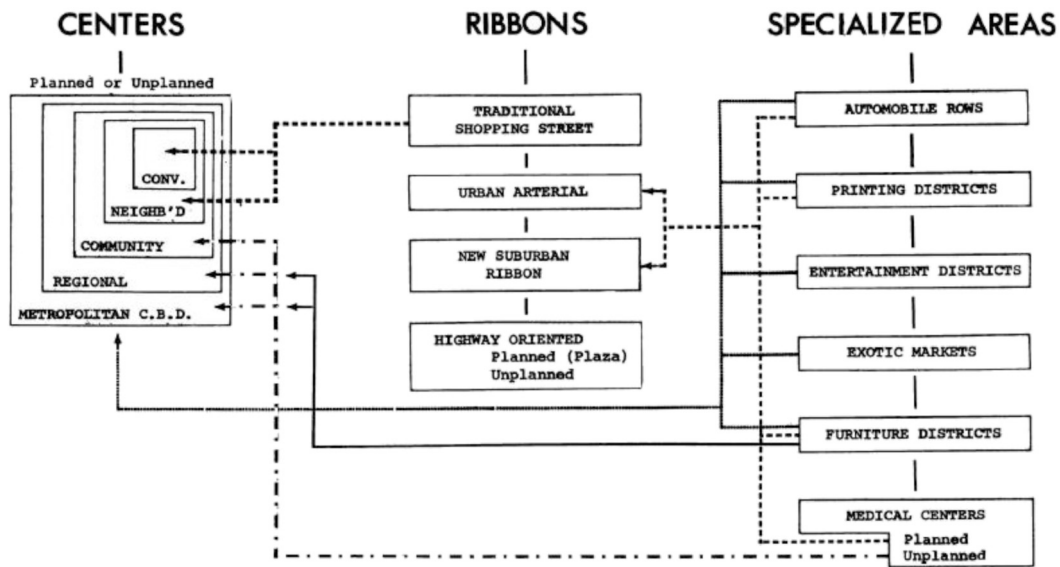 CENTERS
Planned or Unplanned
CONV.
NEIGHB'D
COMMUNITY
REGIONAL
METROPOLITAN C.B.D.
RIBBONS
TRADITIONAL
SHOPPING STREET
URBAN ARTERIAL
NEW SUBURBAN
RIBBON
HIGHWAY ORIENTED
Planned (Plaza)
Unplanned
SPECIALIZED AREAS
AUTOMOBILE ROWS
PRINTING DISTRICTS
ENTERTAINMENT DISTRICTS
EXOTIC MARKETS
FURNITURE DISTRICTS
MEDICAL CENTERS
Planned
Unplanned